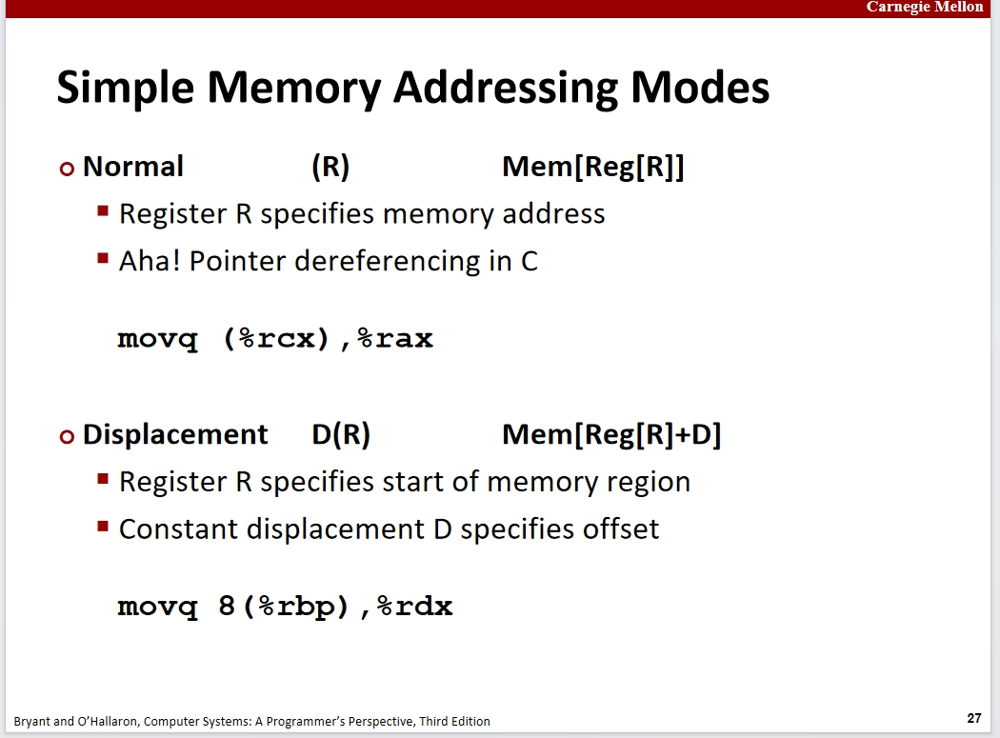 Carnegie Mellon
Simple Memory Addressing Modes
Normal (R) Mem[Reg[R]]
Register R specifies memory address
Aha! Pointer dereferencing in C
movq (%rcx),%rax
Displacement D(R) Mem[Reg[R]+D]
Register R specifies start of memory region
Constant displacement D specifies offset
movq 8(%rbp),%rdx
Bryant and O’Hallaron, Computer Systems: A Programmer’s Perspective, Third Edition 27